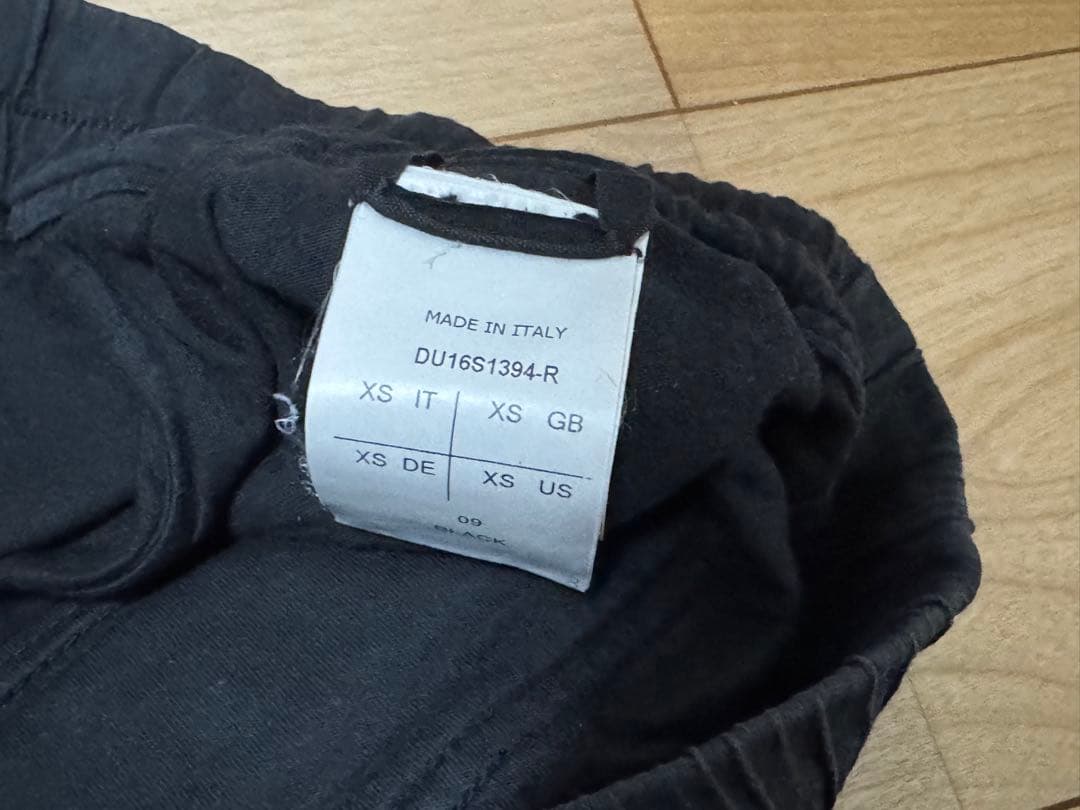 MADE IN ITALY
DU16S1394-R
XS IT XS GB
XS DE XS US
09
BLACK